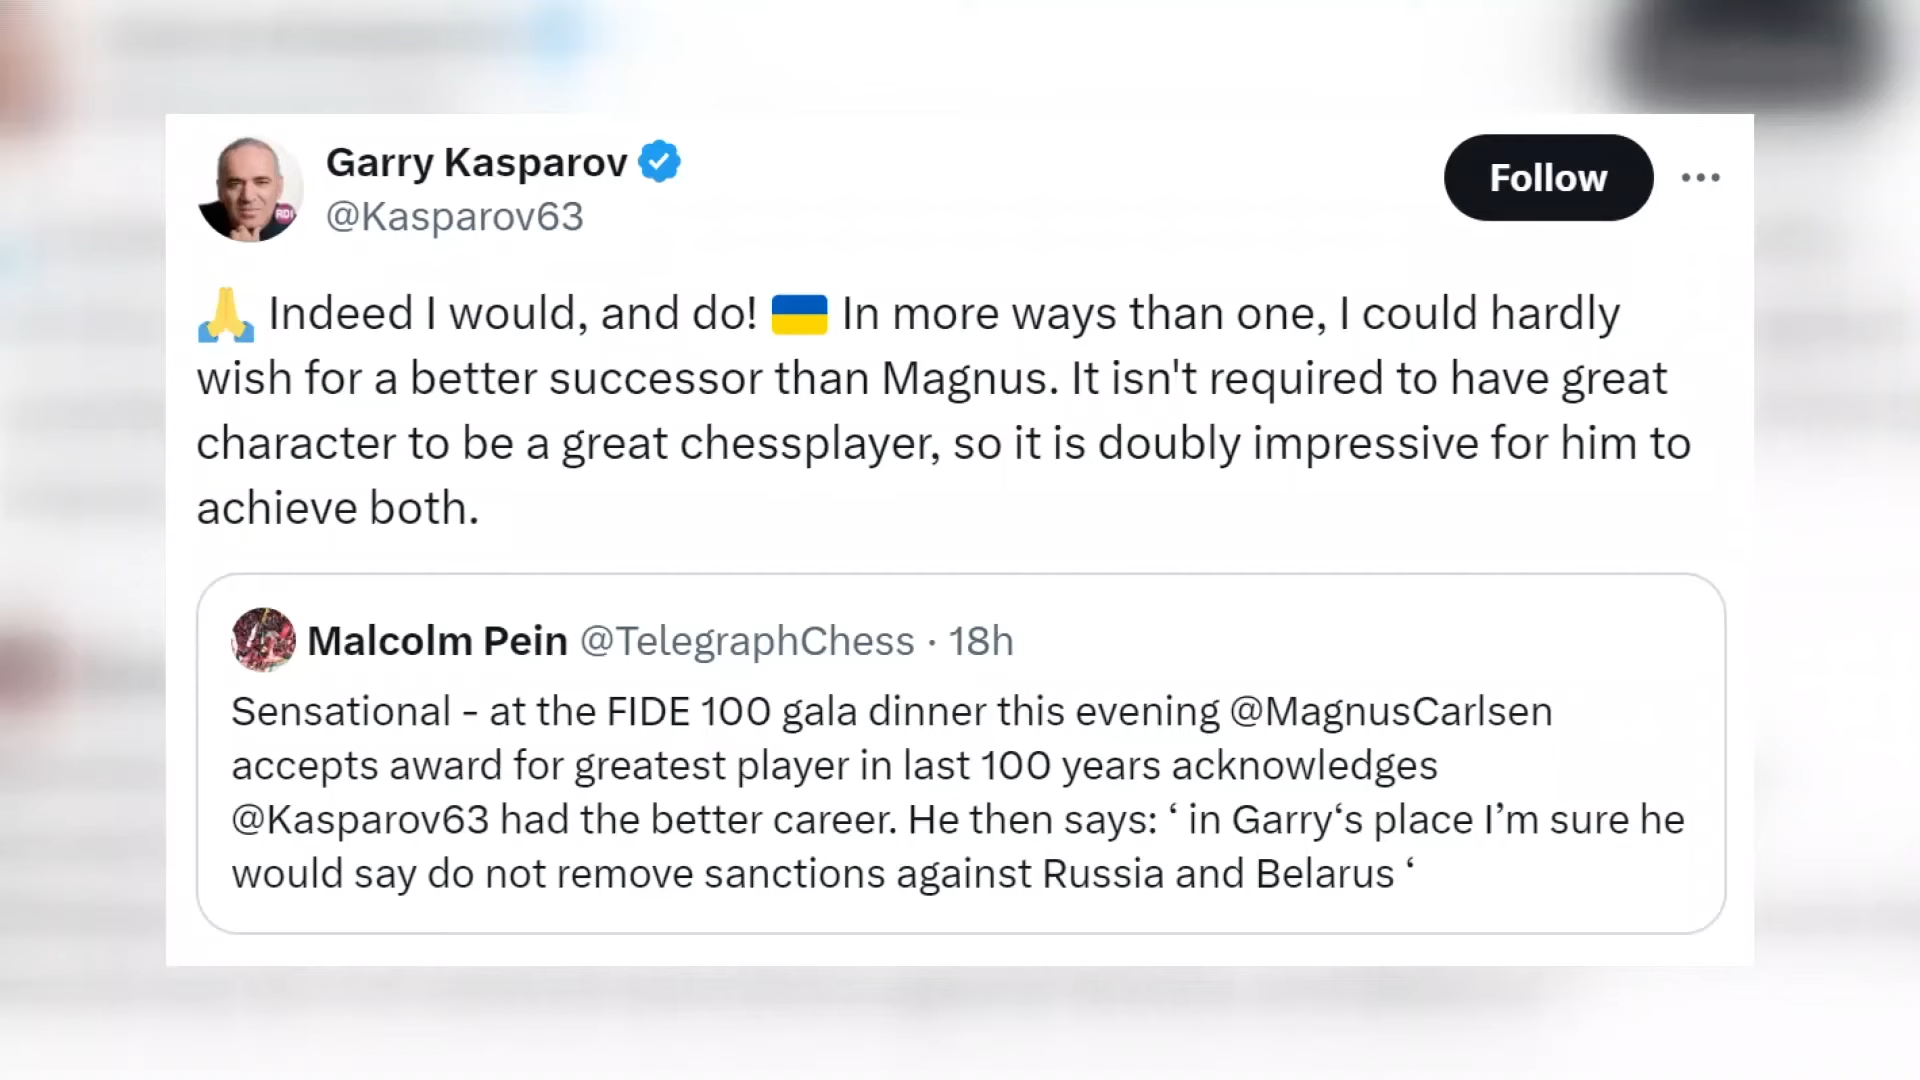 Garry Kasparov
@Kasparov63
Follow
🙏 Indeed I would, and do! 🇺🇦 In more ways than one, I could hardly
wish for a better successor than Magnus. It isn't required to have great
character to be a great chessplayer, so it is doubly impressive for him to
achieve both.
Malcolm Pein @TelegraphChess · 18h
Sensational - at the FIDE 100 gala dinner this evening @MagnusCarlsen
accepts award for greatest player in last 100 years acknowledges
@Kasparov63 had the better career. He then says: ‘ in Garry‘s place I’m sure he
would say do not remove sanctions against Russia and Belarus ‘